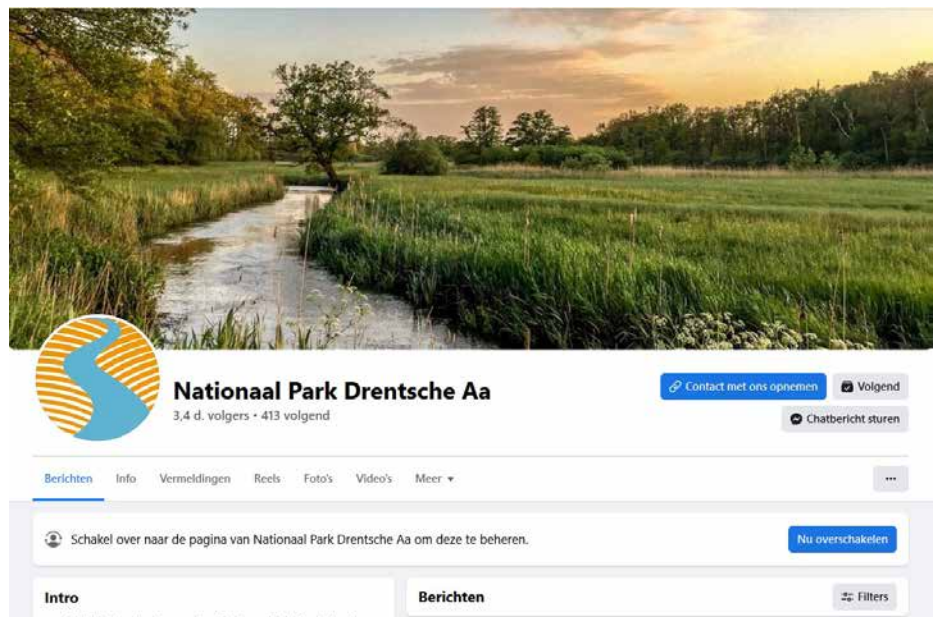 Nationaal Park Drentsche Aa
3,4 d. volgers • 413 volgend
Contact met ons opnemen
Volgend
Chatbericht sturen
Berichten Info Vermeldingen Reels Foto's Video's Meer
Schakel over naar de pagina van Nationaal Park Drentsche Aa om deze te beheren.
Nu overschakelen
Intro
Berichten
Filters